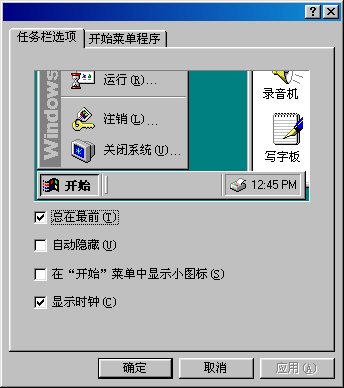 任务栏选项 开始菜单程序
Windows
运行(R)...
注销(L)...
关闭系统(U)...
录音机
写字板
开始
12:45 PM
总在最前(T)
自动隐藏(U)
在“开始”菜单中显示小图标(S)
显示时钟(C)
确定 取消 应用(A)